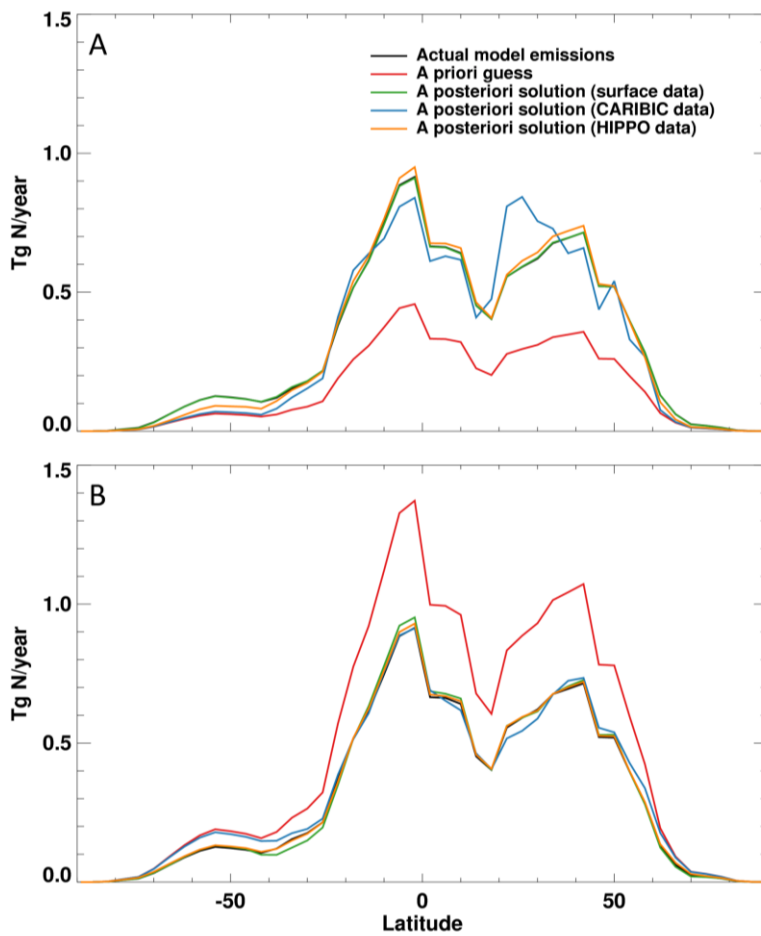 A
1.5
1.0
0.5
0.0
Tg N/year
Actual model emissions
A priori guess
A posteriori solution (surface data)
A posteriori solution (CARIBIC data)
A posteriori solution (HIPPO data)
B
1.5
1.0
0.5
0.0
Tg N/year
-50
0
50
Latitude